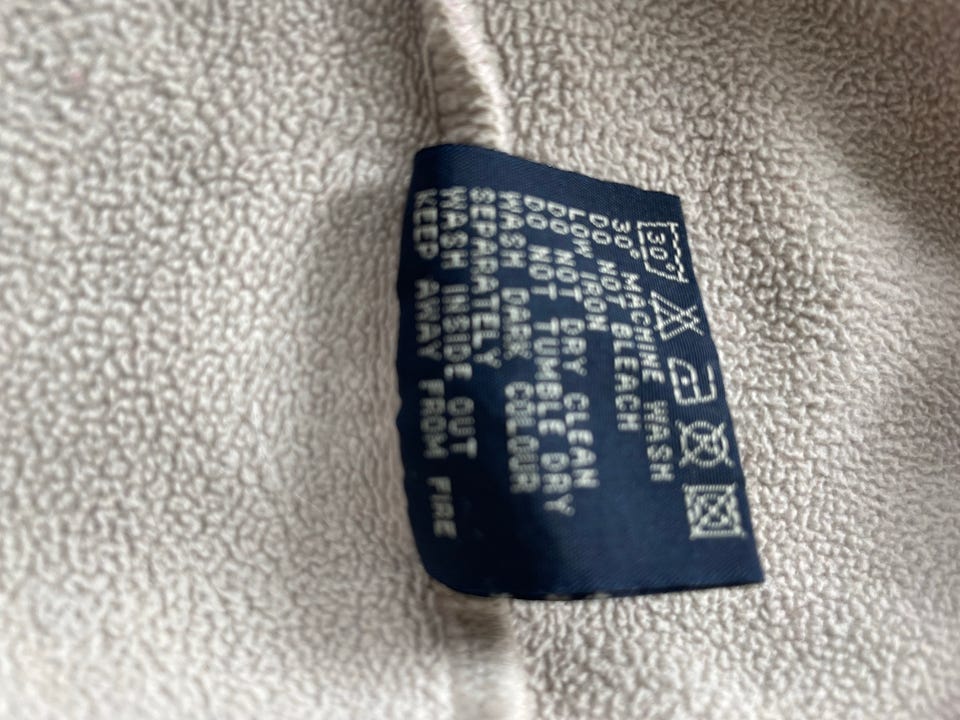 30°
30° MACHINE WASH
DO NOT BLEACH
LOW IRON
DO NOT DRY CLEAN
DO NOT TUMBLE DRY
WASH DARK COLOUR
SEPARATELY
WASH INSIDE OUT
KEEP AWAY FROM FIRE